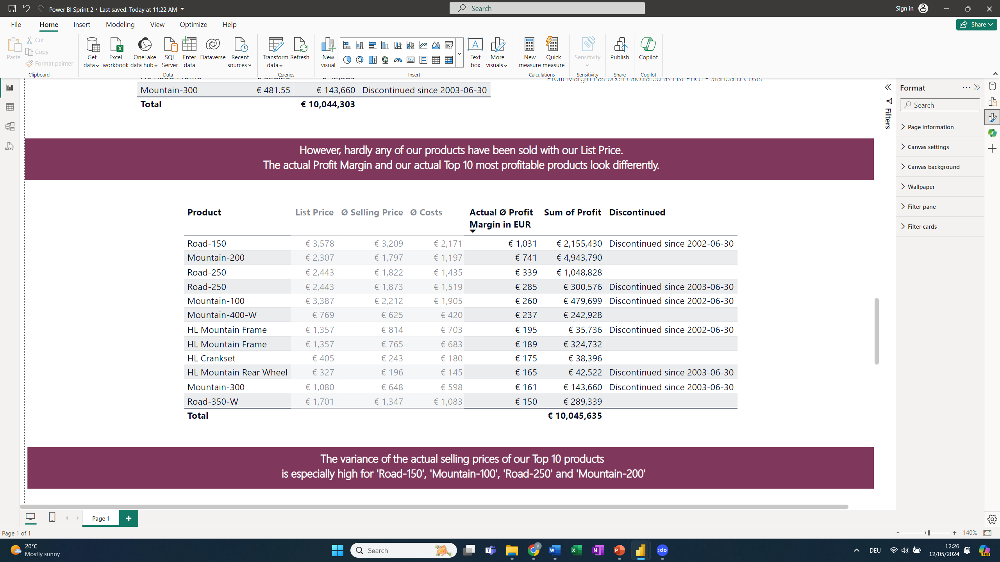 Power BI Sprint 2 • Last saved: Today at 11:22 AM
Search
Sign in
File Home Insert Modeling View Optimize Help
Share
Paste
Cut
Copy
Format painter
Clipboard
Get data
Excel workbook
OneLake data hub
SQL Server
Enter data
Dataverse
Recent sources
Data
Transform data
Refresh
Queries
New visual
Text box
More visuals
Insert
New measure
Quick measure
Calculations
Sensitivity
Sensitivity
Publish
Share
Copilot
Copilot
Profit Margin has been calculated as List Price - Standard Costs
Mountain-300 € 481.55 € 143,660 Discontinued since 2003-06-30
Total € 10,044,303
However, hardly any of our products have been sold with our List Price.
The actual Profit Margin and our actual Top 10 most profitable products look differently.
Product List Price Ø Selling Price Ø Costs Actual Ø Profit Margin in EUR Sum of Profit Discontinued
Road-150 € 3,578 € 3,209 € 2,171 € 1,031 € 2,155,430 Discontinued since 2002-06-30
Mountain-200 € 2,307 € 1,797 € 1,197 € 741 € 4,943,790
Road-250 € 2,443 € 1,822 € 1,435 € 339 € 1,048,828
Road-250 € 2,443 € 1,873 € 1,519 € 285 € 300,576 Discontinued since 2003-06-30
Mountain-100 € 3,387 € 2,212 € 1,905 € 260 € 479,699 Discontinued since 2002-06-30
Mountain-400-W € 769 € 625 € 420 € 237 € 242,928
HL Mountain Frame € 1,357 € 814 € 703 € 195 € 35,736 Discontinued since 2002-06-30
HL Mountain Frame € 1,357 € 765 € 683 € 189 € 324,732
HL Crankset € 405 € 243 € 180 € 175 € 38,396
HL Mountain Rear Wheel € 327 € 196 € 145 € 165 € 42,522 Discontinued since 2003-06-30
Mountain-300 € 1,080 € 648 € 598 € 161 € 143,660 Discontinued since 2003-06-30
Road-350-W € 1,701 € 1,347 € 1,083 € 150 € 289,339
Total € 10,045,635
The variance of the actual selling prices of our Top 10 products
is especially high for 'Road-150', 'Mountain-100', 'Road-250' and 'Mountain-200'
Filters
Format
Search
Page information
Canvas settings
Canvas background
Wallpaper
Filter pane
Filter cards
DAX
Page 1
Page 1 of 1
140%
20°C
Mostly sunny
Search
:do
DEU
12:26
12/05/2024
PRE